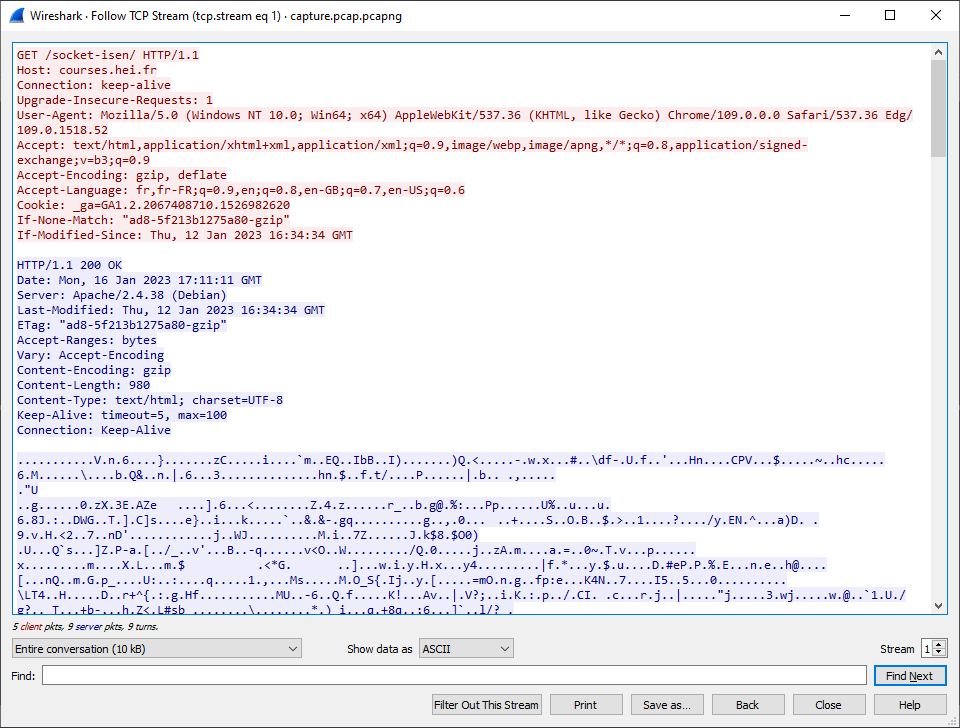 Wireshark · Follow TCP Stream (tcp.stream eq 1) · capture.pcap.pcapng
GET /socket-isen/ HTTP/1.1
Host: courses.hei.fr
Connection: keep-alive
Upgrade-Insecure-Requests: 1
User-Agent: Mozilla/5.0 (Windows NT 10.0; Win64; x64) AppleWebKit/537.36 (KHTML, like Gecko) Chrome/109.0.0.0 Safari/537.36 Edg/
109.0.1518.52
Accept: text/html,application/xhtml+xml,application/xml;q=0.9,image/webp,image/apng,*/*;q=0.8,application/signed-
exchange;v=b3;q=0.9
Accept-Encoding: gzip, deflate
Accept-Language: fr,fr-FR;q=0.9,en;q=0.8,en-GB;q=0.7,en-US;q=0.6
Cookie: _ga=GA1.2.2067408710.1526982620
If-None-Match: "ad8-5f213b1275a80-gzip"
If-Modified-Since: Thu, 12 Jan 2023 16:34:34 GMT
HTTP/1.1 200 OK
Date: Mon, 16 Jan 2023 17:11:11 GMT
Server: Apache/2.4.38 (Debian)
Last-Modified: Thu, 12 Jan 2023 16:34:34 GMT
ETag: "ad8-5f213b1275a80-gzip"
Accept-Ranges: bytes
Vary: Accept-Encoding
Content-Encoding: gzip
Content-Length: 980
Content-Type: text/html; charset=UTF-8
Keep-Alive: timeout=5, max=100
Connection: Keep-Alive
...........V.n.6....}.......zC.....i....`m..EQ..IbB..I).......)Q.<.....-.w.x...#..\df-.U.f..'...Hn....CPV...$.....~..hc.....
6.M......\....b.Q&..n.|.6...3..............hn.$..f.t/....P......|.b.. .,.....
."U
..g......0.zX.3E.AZe ....].6...<........Z.4.z......r_..b.g@.%:...Pp......U%..u...u.
6.8J.:..DWG..T.].C]s....e}..i...k.....`..&.&-.gq..........g..,.0... ..+....S..O.B..$.>..1....?..../y.EN.^...a)D. .
9.v.H.<2..7..nD'............j..WJ..........M.i..7Z......J.k$8.$O0)
.U...Q`s...]Z.P-a.[../_..v'...B..-q......v<O..W........./Q.0.....j..zA.m....a.=..0~.T.v...p......
x.........m....X.L...m.$ .<*G. ..]...w.i.y.H.x...y4.........|f.*...y.$.u....D.#eP.P.%.E...n.e..h@....
[...nQ..m.G.p_....U:..:....q.....1.,...Ms.....M.O_S{.Ij..y.[.....=mO.n.g..fp:e...K4N..7....I5..5...0..........
\LT4..H.....D..r+^{.:.g.Hf...........MU..-6..Q.f.....K!...Av..|.V?;..i.K.:.p../.CI. .c...r.j..|....."j.....3.wj.....w.@..`1.U./
5 client pkts, 9 server pkts, 9 turns.
Entire conversation (10 kB) Show data as ASCII Stream 1
Find: Find Next
Filter Out This Stream Print Save as... Back Close Help